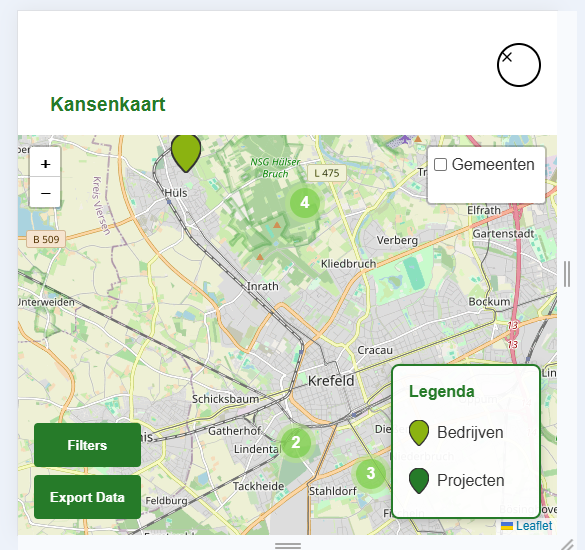 Kansenkaart
+
−
Gemeenten
Legenda
Bedrijven
Projecten
Filters
Export Data
Leaflet
NSG Hülser
Bruch
L 475
4
Hüls
Kreis Viersen
B 509
Elfrath
Gartenstadt
Verberg
Kliedbruch
Inrath
Bockum
Unterweiden
13
13
Cracau
Krefeld
Schicksbaum
Gatherhof
2
Lindental
3
Tackheide
Stahldorf
Feldburg